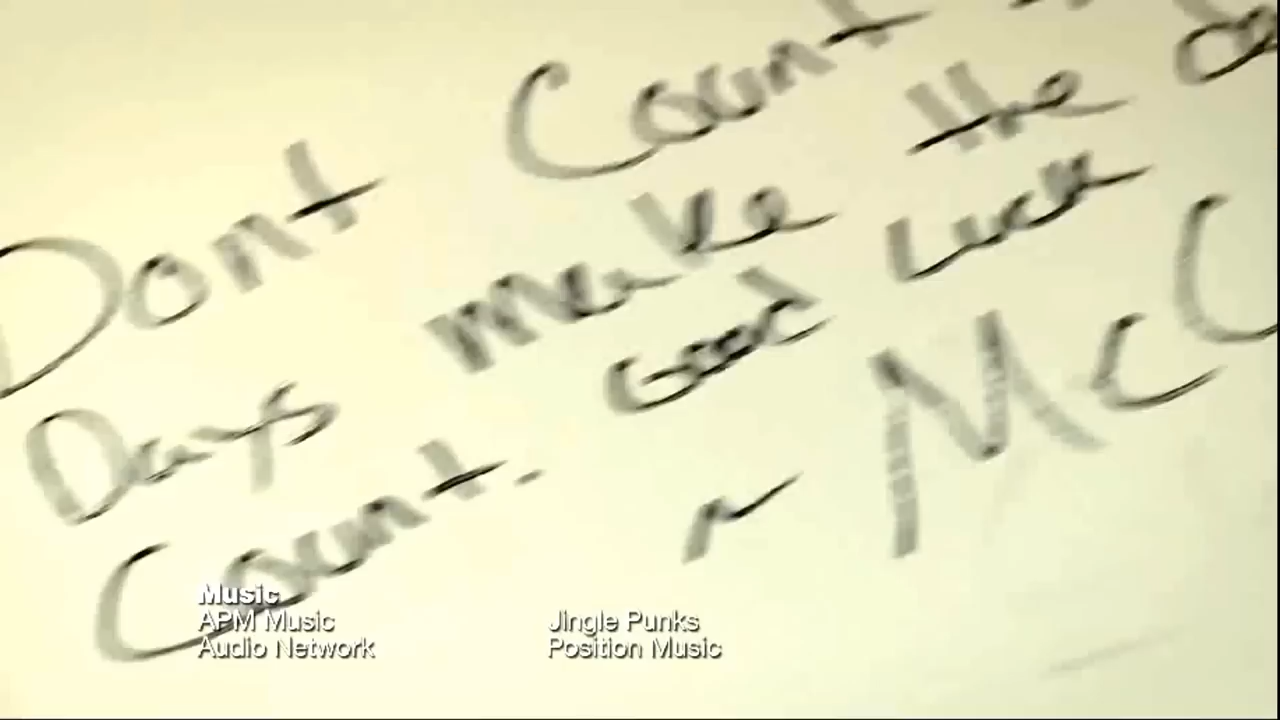 Dont Count
Days make the
Count. Good Luck
~ McC
Music
APM Music Jingle Punks
Audio Network Position Music